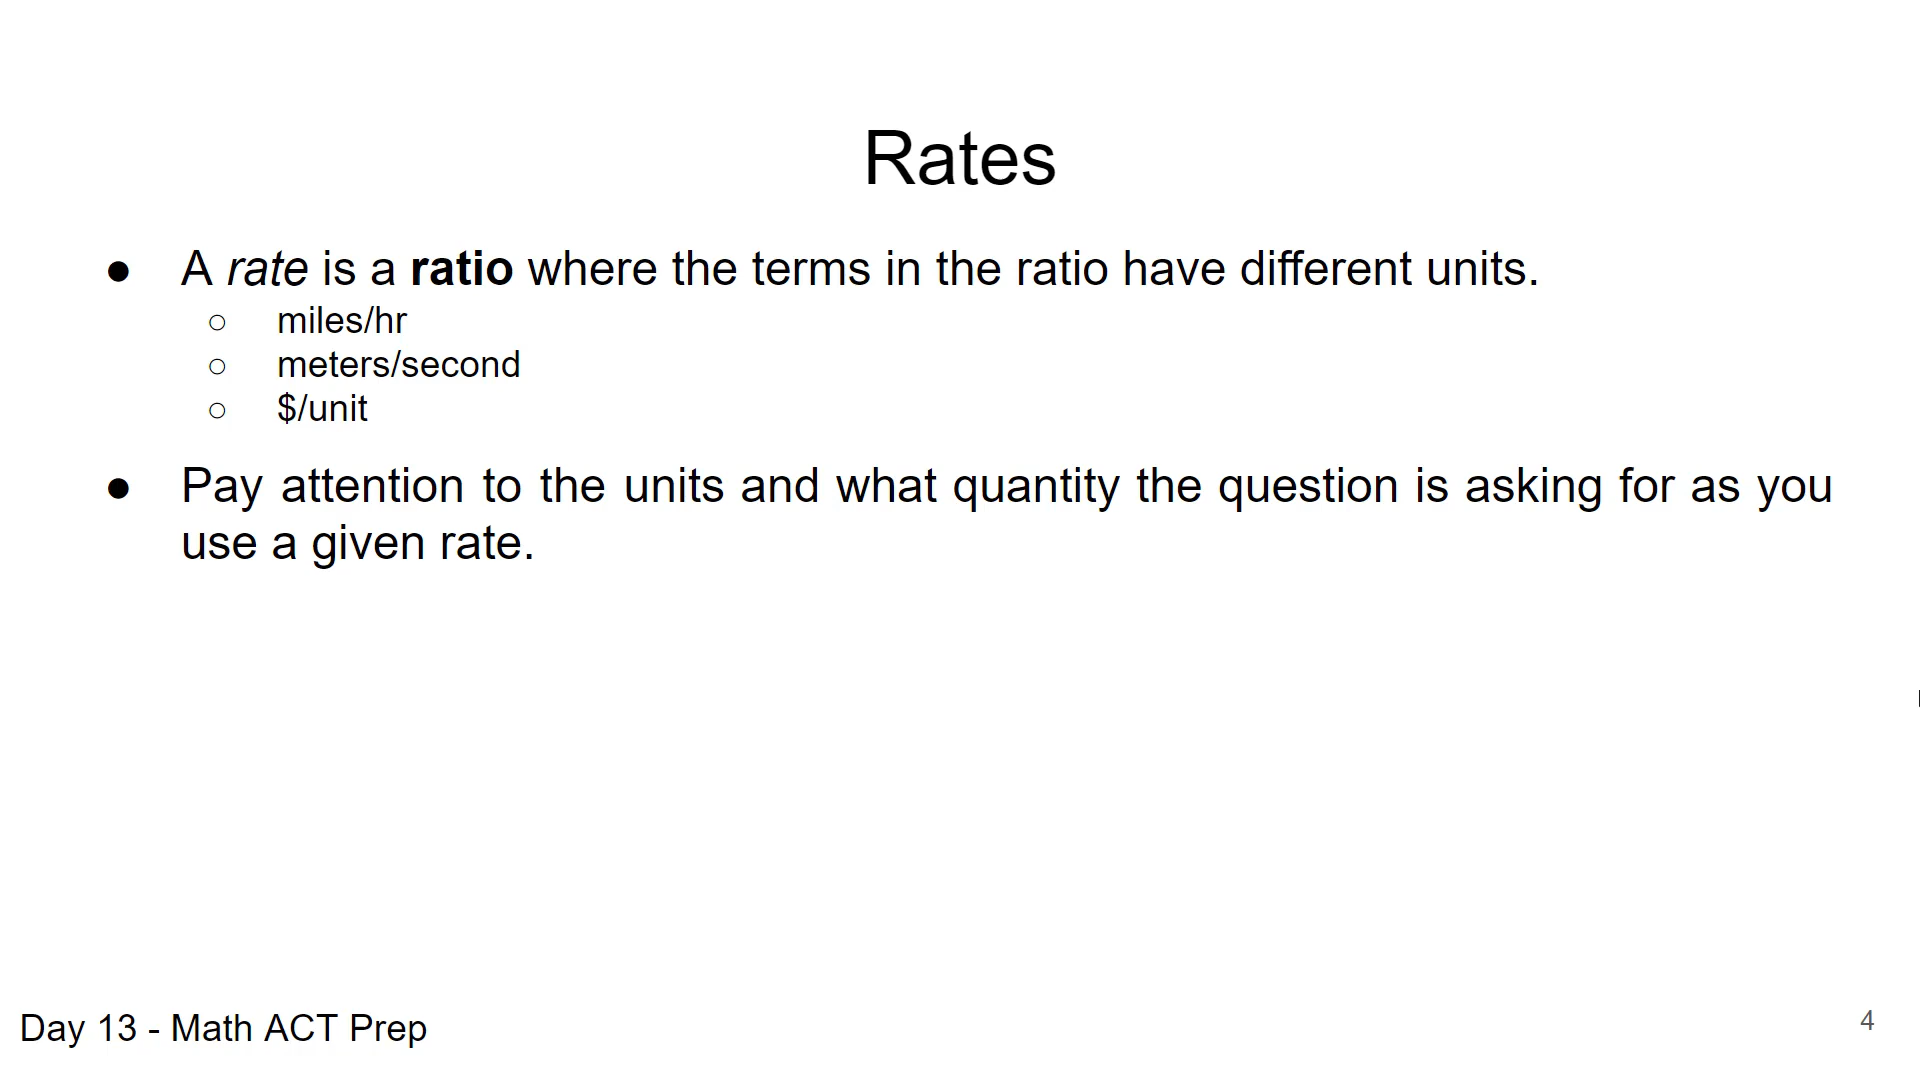 Rates
● A rate is a ratio where the terms in the ratio have different units.
○ miles/hr
○ meters/second
○ $/unit
● Pay attention to the units and what quantity the question is asking for as you
use a given rate.
Day 13 - Math ACT Prep
4